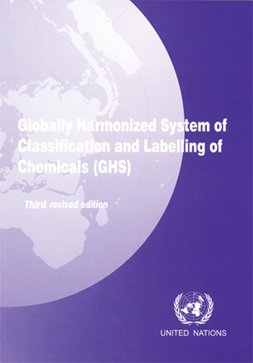 Globally Harmonized System of
Classification and Labelling of
Chemicals (GHS)
Third revised edition
UNITED NATIONS